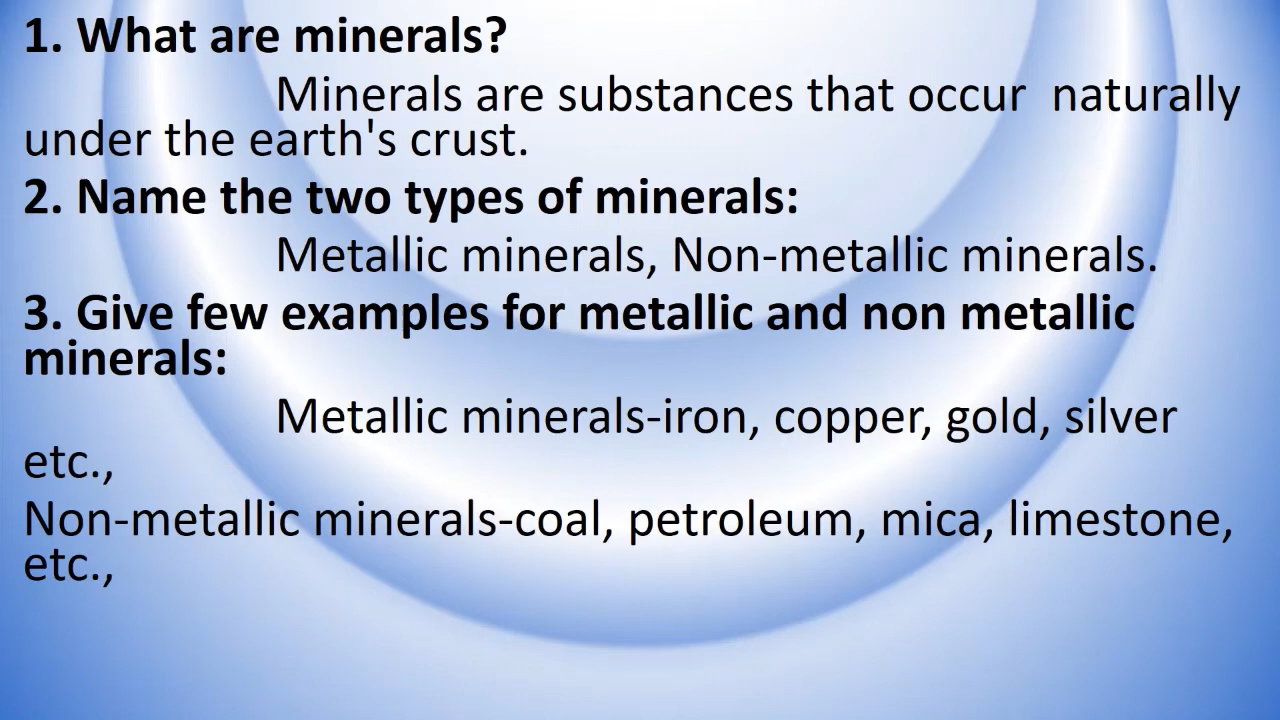 1. What are minerals?
Minerals are substances that occur  naturally
under the earth's crust.
2. Name the two types of minerals:
Metallic minerals, Non-metallic minerals.
3. Give few examples for metallic and non metallic
minerals:
Metallic minerals-iron, copper, gold, silver
etc.,
Non-metallic minerals-coal, petroleum, mica, limestone,
etc.,